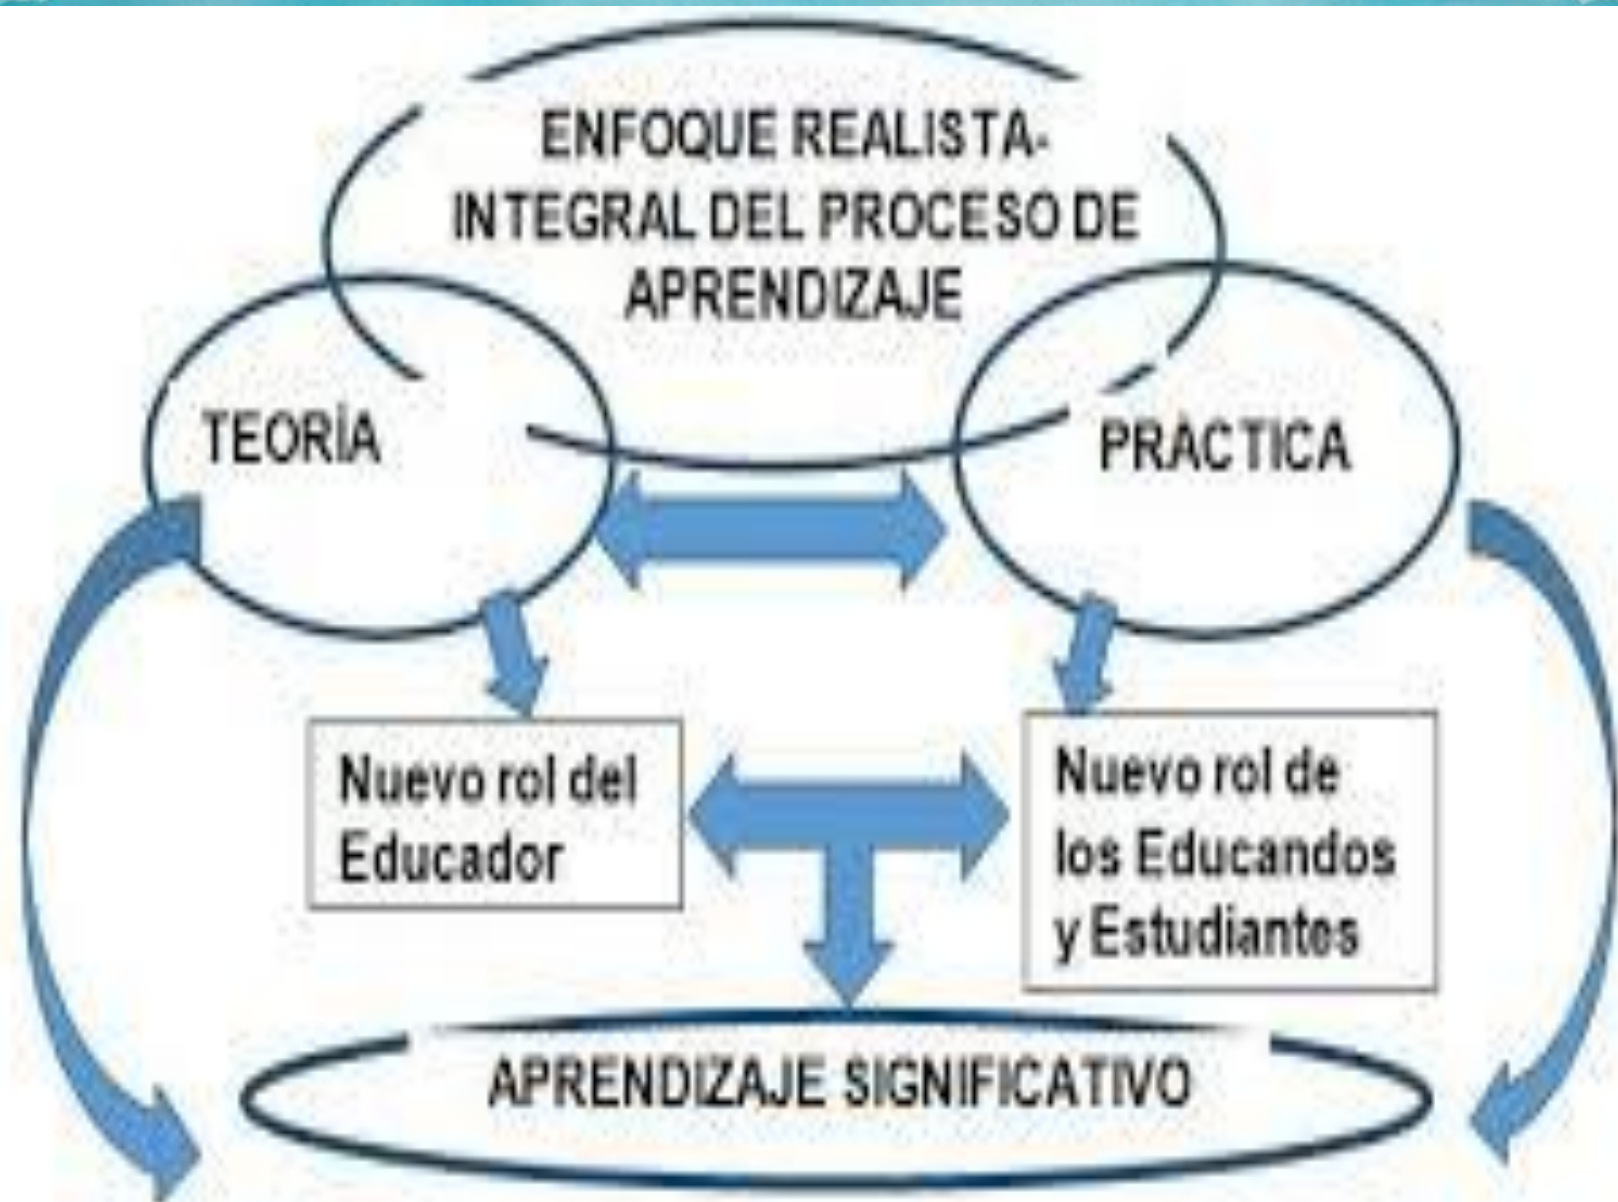 ENFOQUE REALISTA-
INTEGRAL DEL PROCESO DE
APRENDIZAJE
TEORÍA
PRÁCTICA
Nuevo rol del
Educador
Nuevo rol de
los Educandos
y Estudiantes
APRENDIZAJE SIGNIFICATIVO